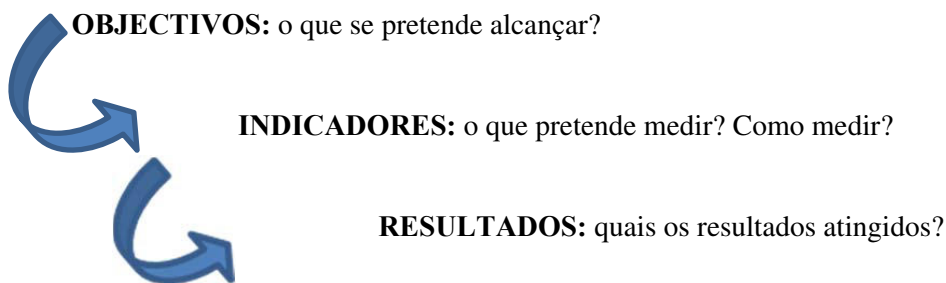 OBJECTIVOS: o que se pretende alcançar?
INDICADORES: o que pretende medir? Como medir?
RESULTADOS: quais os resultados atingidos?